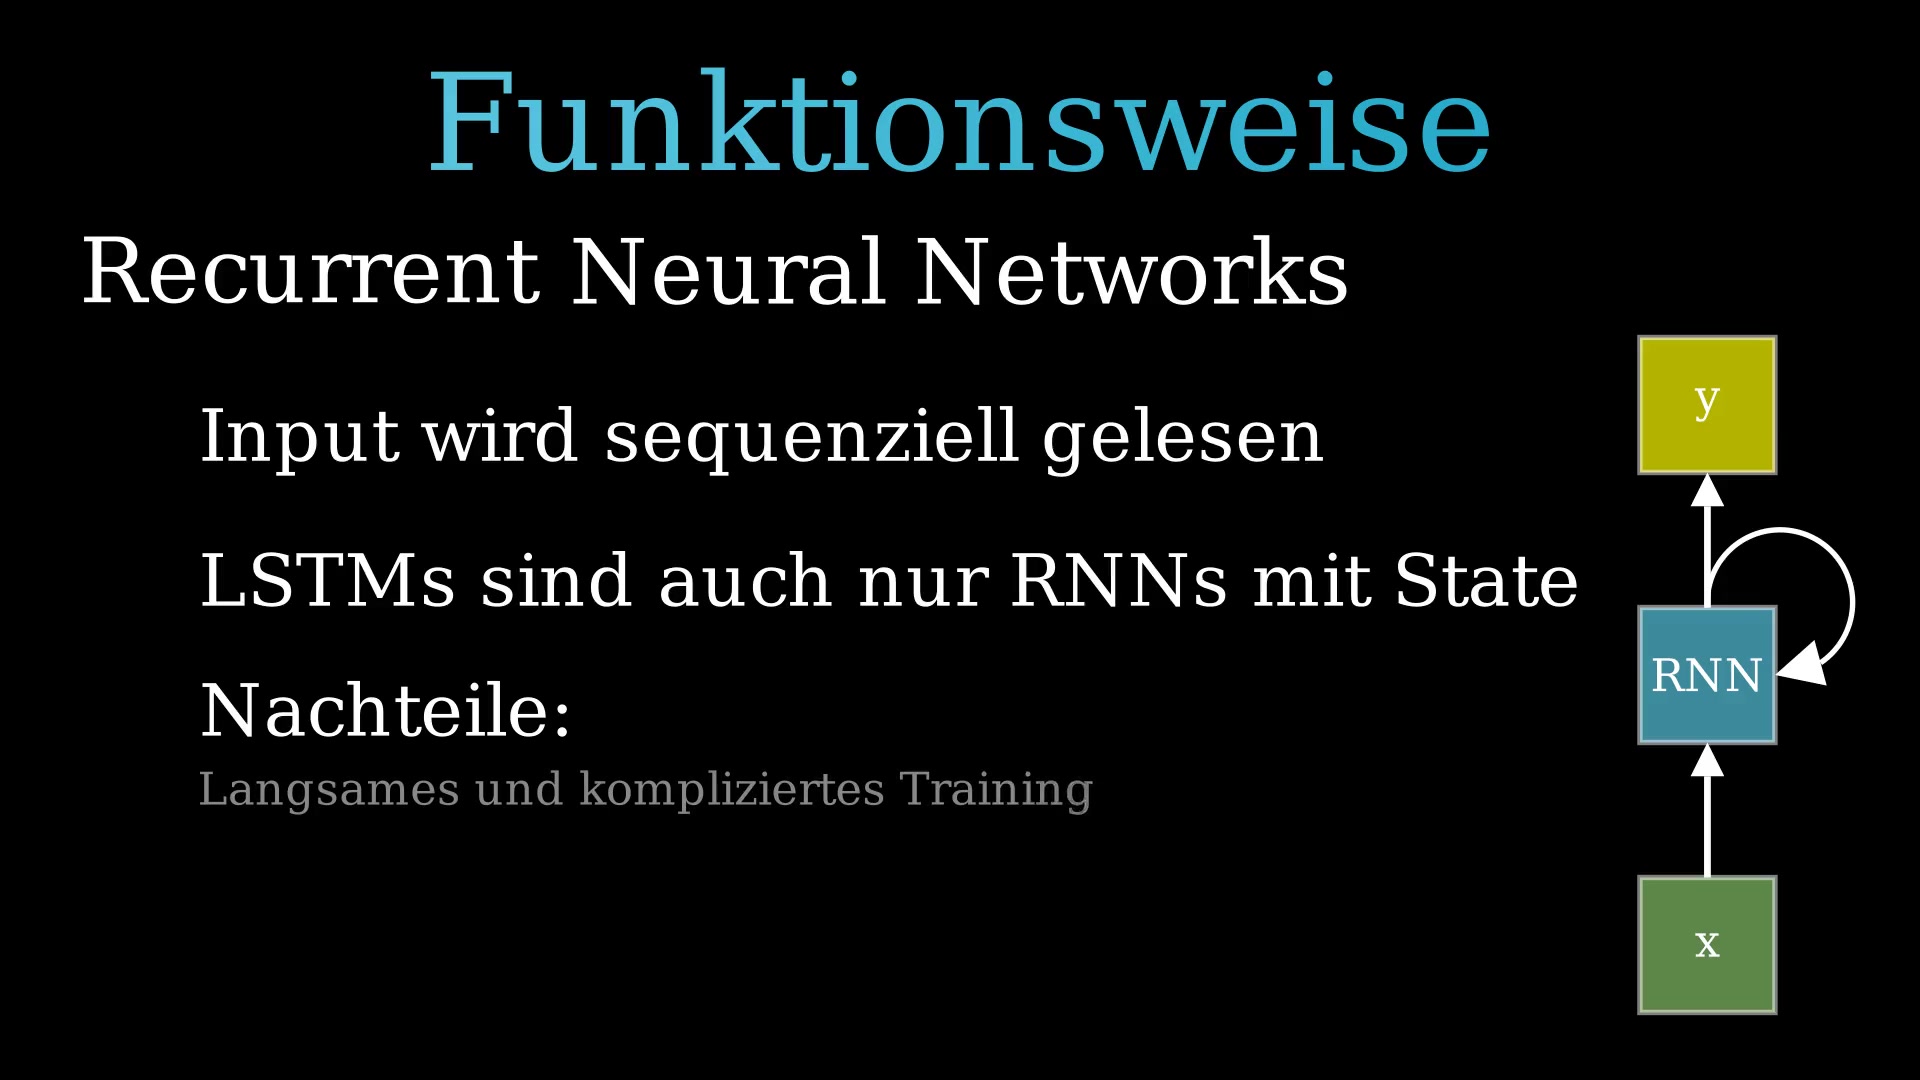 Funktionsweise
Recurrent Neural Networks
Input wird sequenziell gelesen
LSTMs sind auch nur RNNs mit State
Nachteile:
Langsames und kompliziertes Training
y
RNN
x